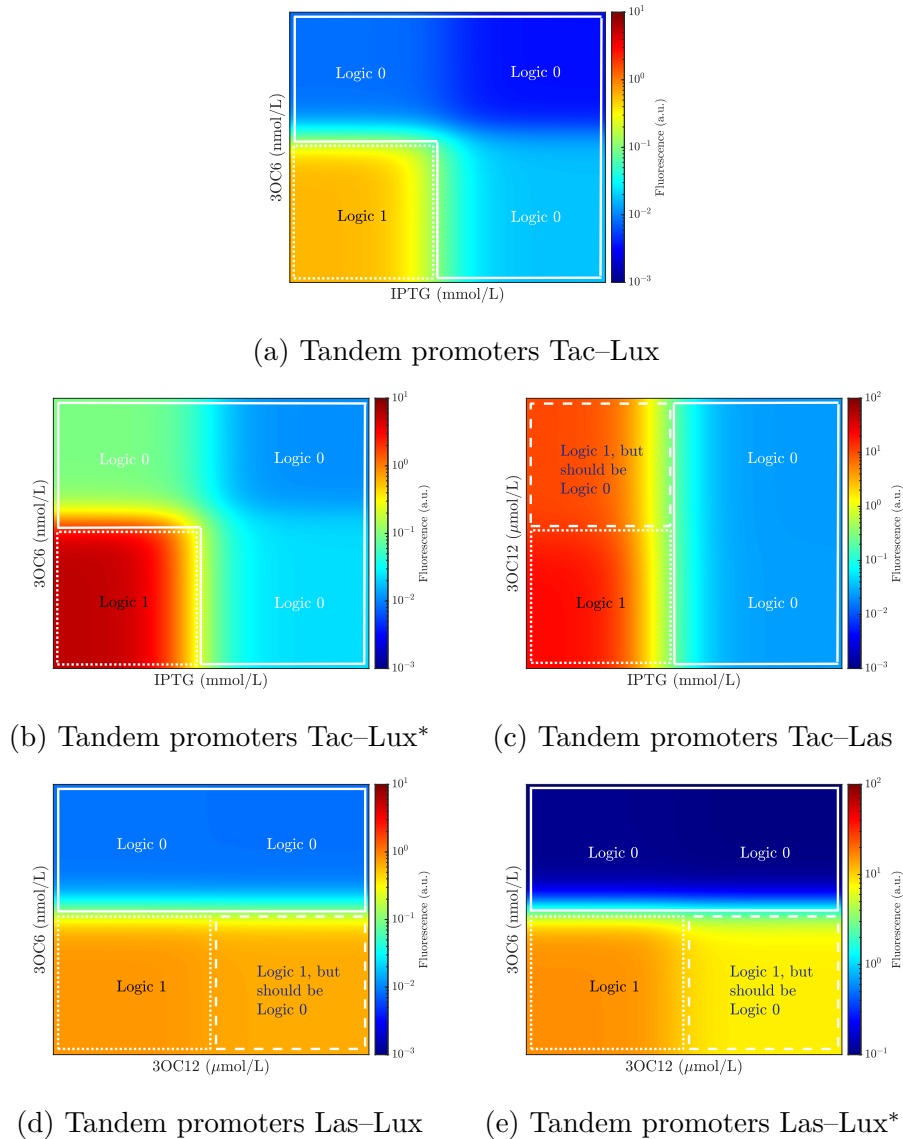 10^1
Logic 0 Logic 0
10^0
3OC6 (nmol/L)
10^-1
Fluorescence (a.u.)
Logic 1 Logic 0
10^-2
10^-3
IPTG (mmol/L)
(a) Tandem promoters Tac–Lux
10^1
Logic 0 Logic 0
10^0
3OC6 (nmol/L)
10^-1
Fluorescence (a.u.)
10^-2
Logic 1 Logic 0
10^-3
IPTG (mmol/L)
(b) Tandem promoters Tac–Lux*
10^2
Logic 1, but
should be
Logic 0
Logic 0
10^1
10^0
3OC12 (μmol/L)
10^-1
Fluorescence (a.u.)
Logic 1 Logic 0
10^-2
10^-3
IPTG (mmol/L)
(c) Tandem promoters Tac–Las
10^1
Logic 0 Logic 0
10^0
3OC6 (nmol/L)
10^-1
Fluorescence (a.u.)
Logic 1
Logic 1, but
should be
Logic 0
10^-2
10^-3
3OC12 (μmol/L)
(d) Tandem promoters Las–Lux
10^2
Logic 0 Logic 0
10^1
3OC6 (nmol/L)
10^0
Fluorescence (a.u.)
Logic 1
Logic 1, but
should be
Logic 0
10^-1
3OC12 (μmol/L)
(e) Tandem promoters Las–Lux*